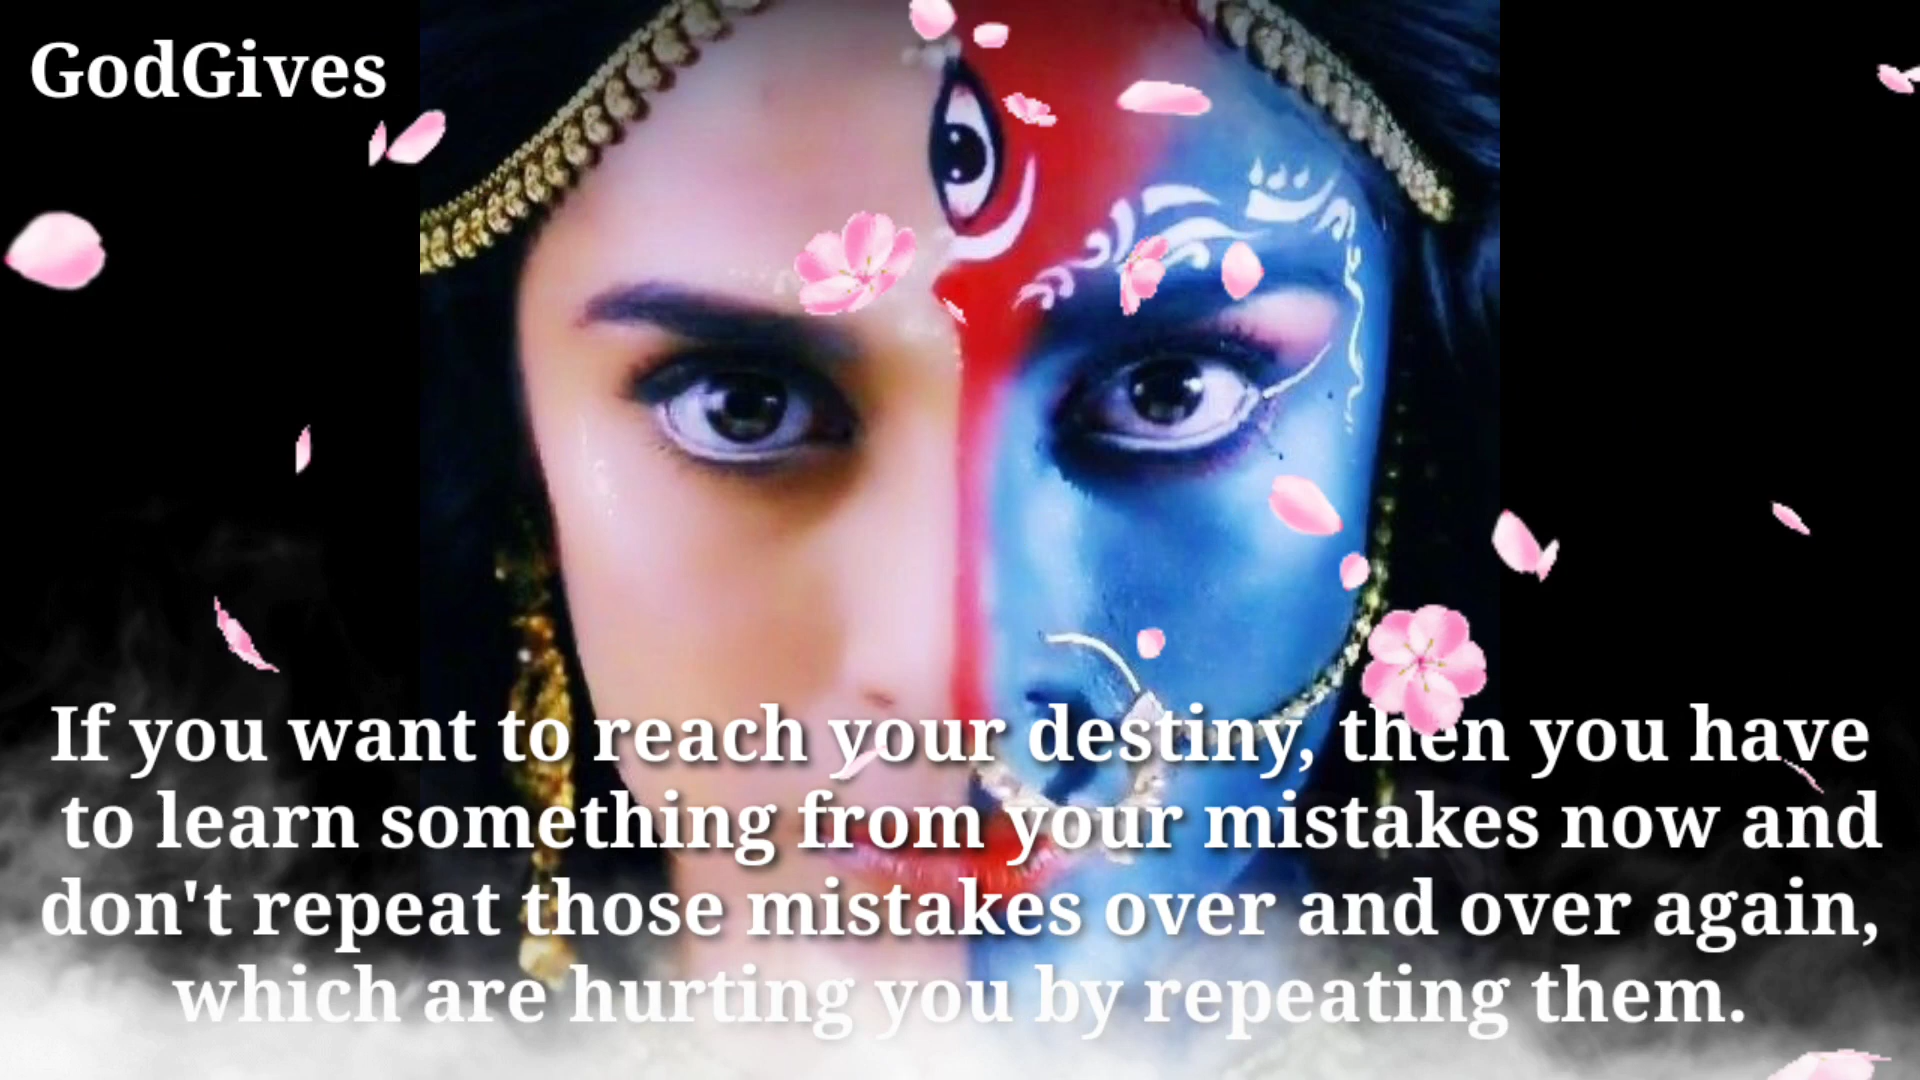 GodGives
If you want to reach your destiny, then you have
to learn something from your mistakes now and
don't repeat those mistakes over and over again,
which are hurting you by repeating them.